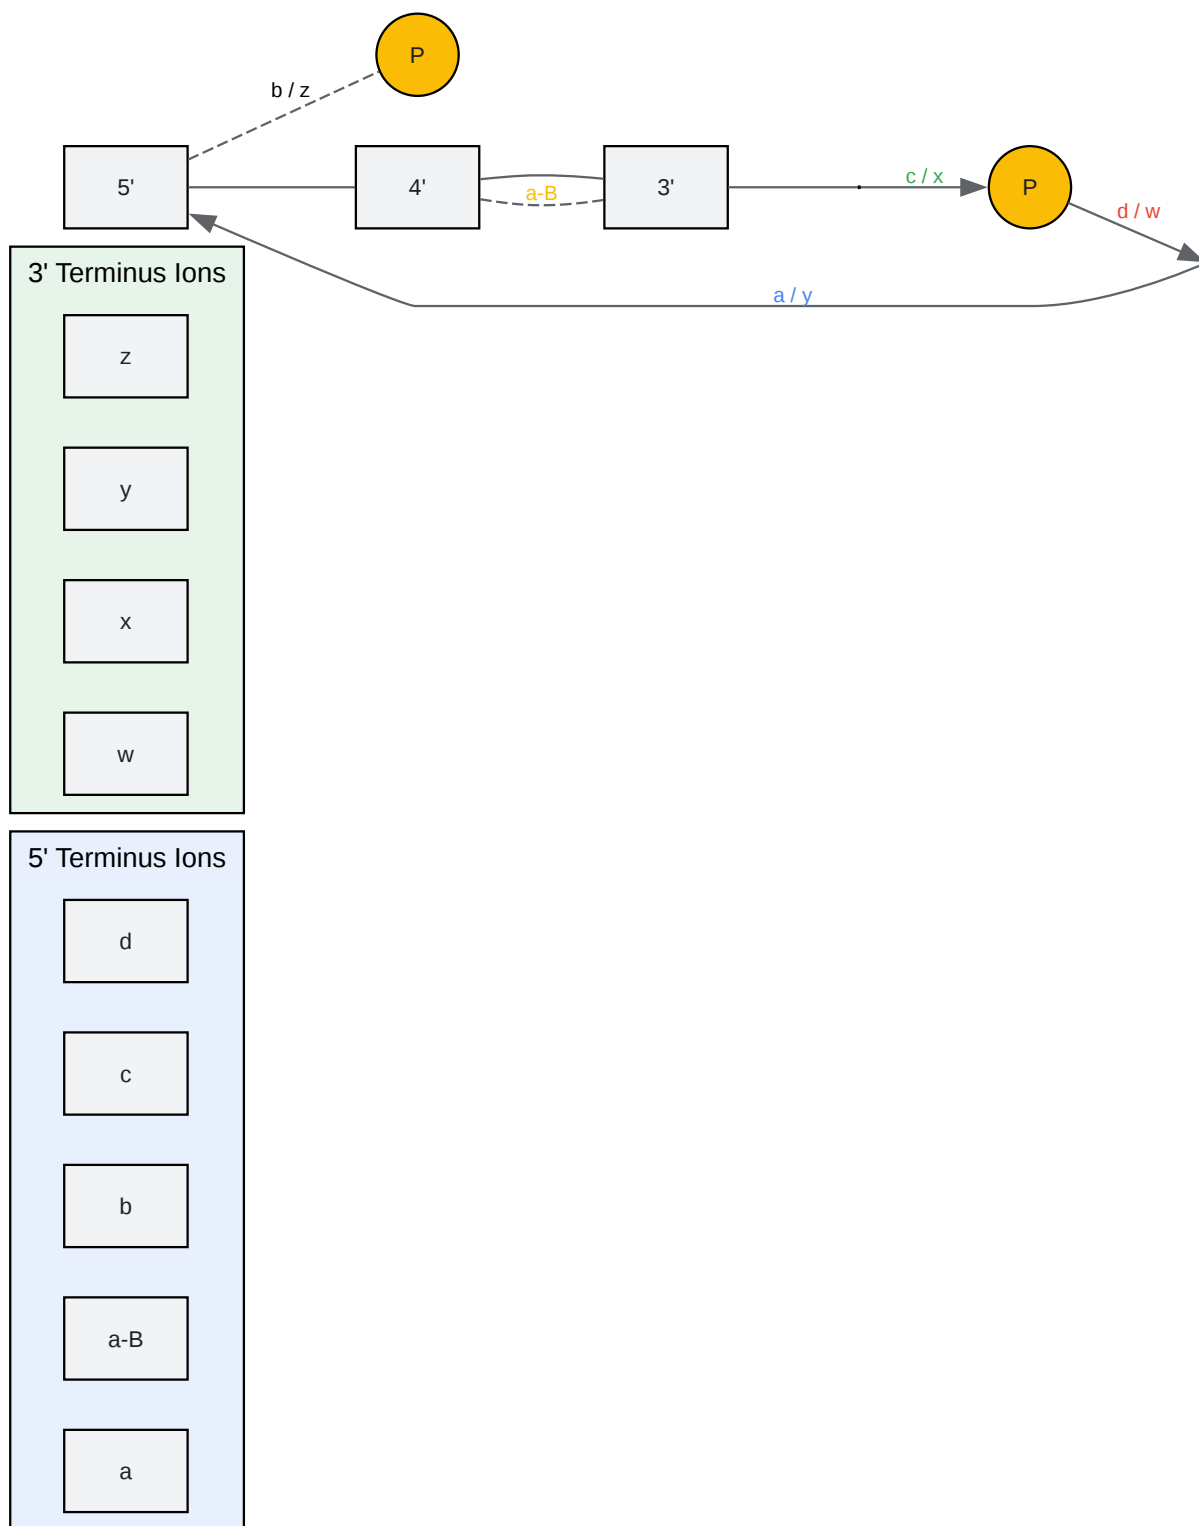 P
b / z
5'
4'
a-B
3'
c / x
P
d / w
a / y
3' Terminus Ions
z
y
x
w
5' Terminus Ions
d
c
b
a-B
a